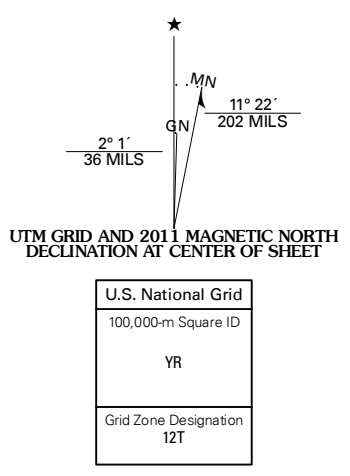 ★
MN
GN
11° 22´
202 MILS
2° 1´
36 MILS
UTM GRID AND 2011 MAGNETIC NORTH
DECLINATION AT CENTER OF SHEET
U.S. National Grid
100,000-m Square ID
YR
Grid Zone Designation
12T